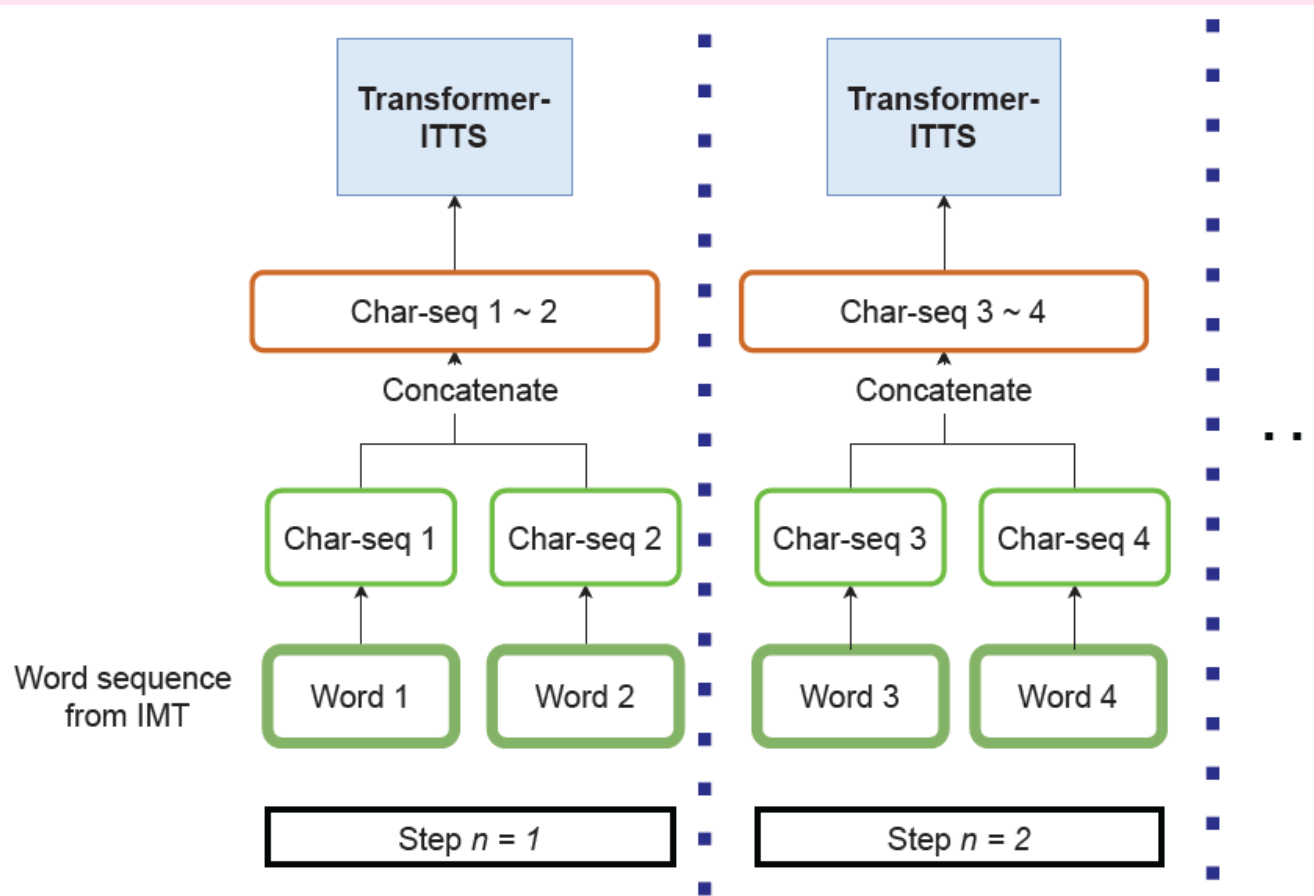 Transformer-
ITTS
Transformer-
ITTS
Char-seq 1 ~ 2
Char-seq 3 ~ 4
Concatenate
Concatenate
Char-seq 1
Char-seq 2
Char-seq 3
Char-seq 4
Word sequence
from IMT
Word 1
Word 2
Word 3
Word 4
Step n = 1
Step n = 2
. .